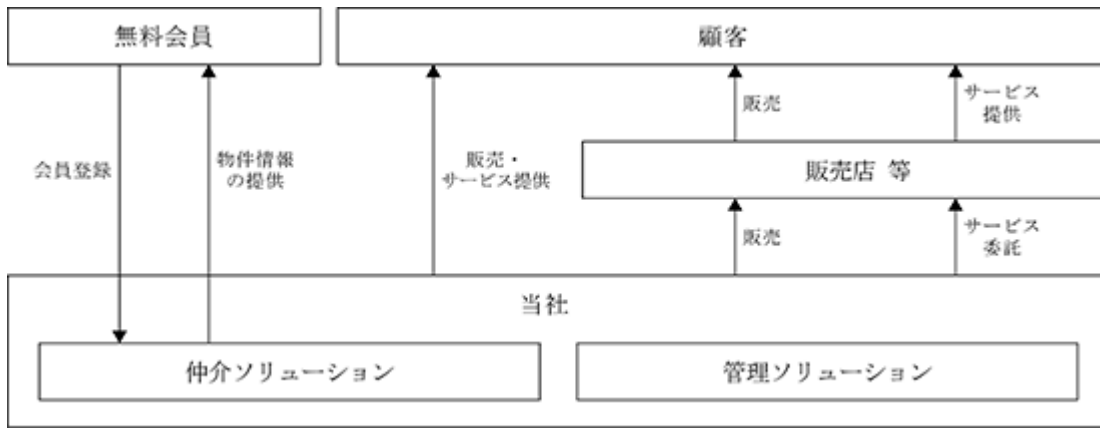 無料会員
顧客
会員登録
物件情報
の提供
販売・
サービス提供
販売
サービス
提供
販売店 等
販売
サービス
委託
当社
仲介ソリューション
管理ソリューション